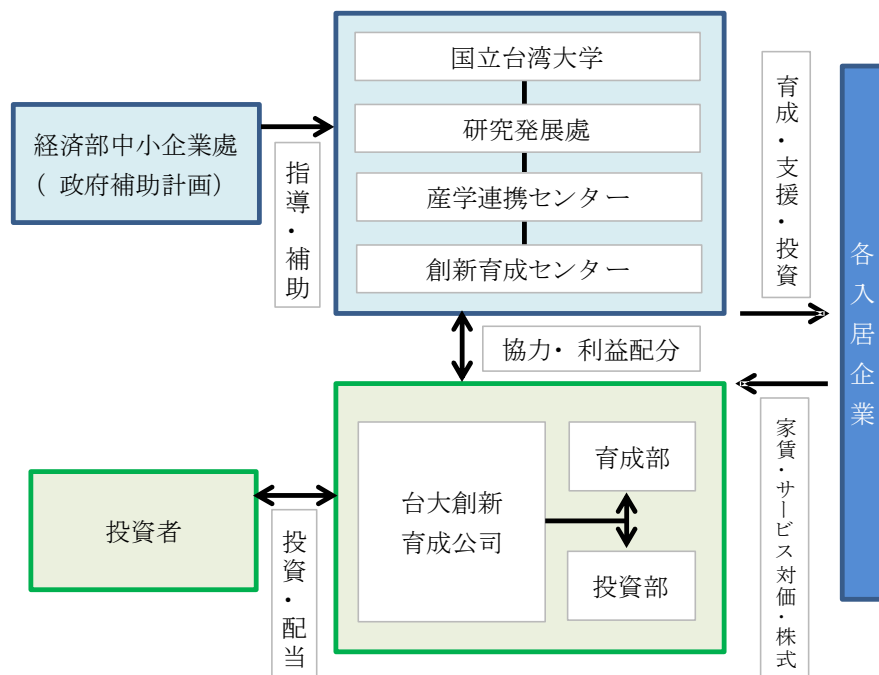 国立台湾大学
研究発展處
産学連携センター
創新育成センター
経済部中小企業處
( 政府補助計画)
指導・補助
育成・支援・投資
各入居企業
協力・ 利益配分
家賃・サービス対価・株式
台大創新
育成公司
育成部
投資部
投資者
投資・配当